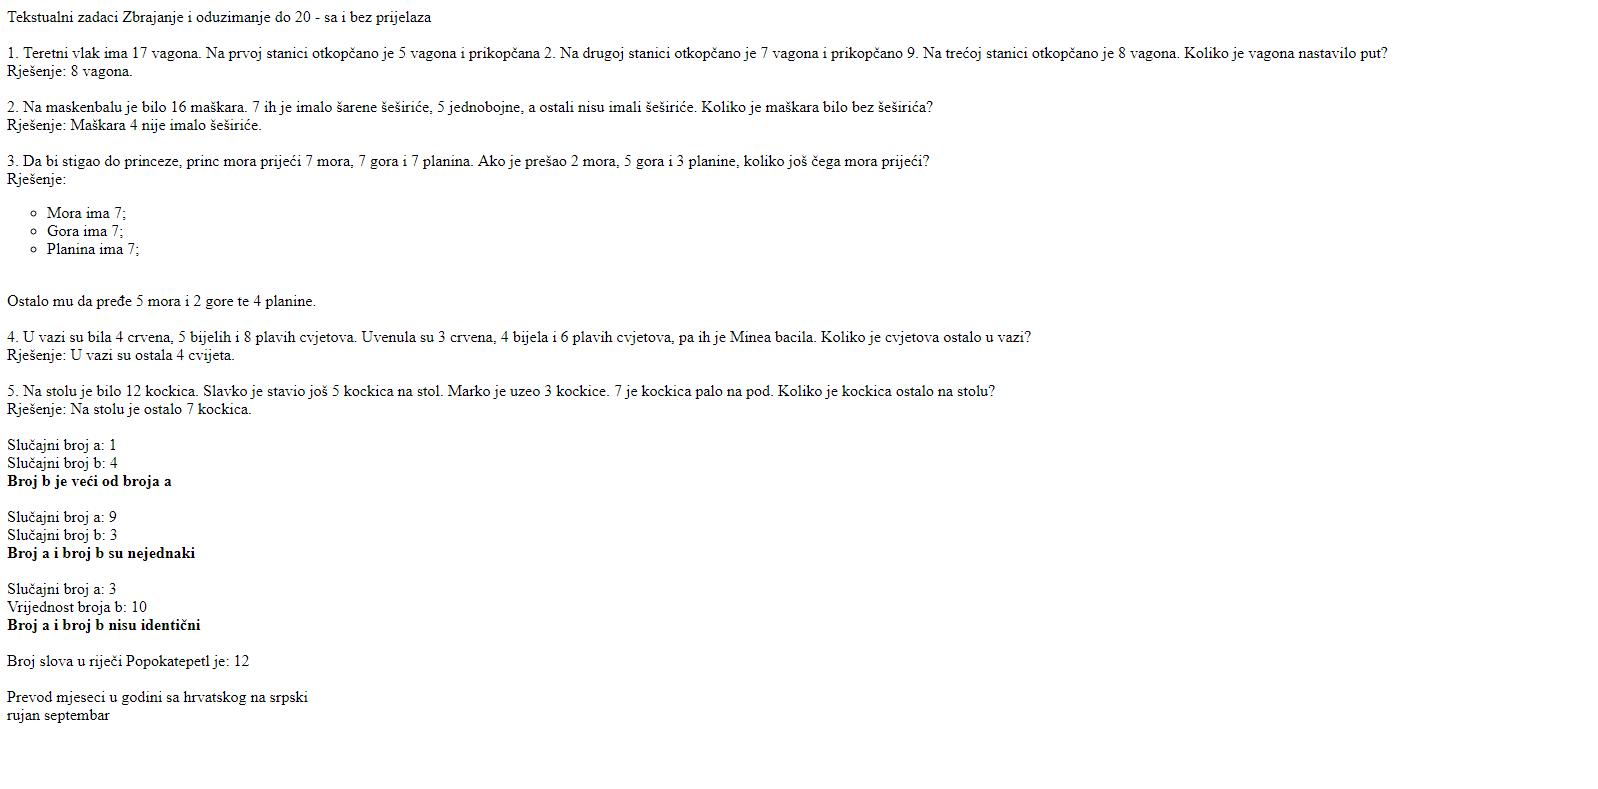 Tekstualni zadaci Zbrajanje i oduzimanje do 20 - sa i bez prijelaza
1. Teretni vlak ima 17 vagona. Na prvoj stanici otkopčano je 5 vagona i prikopčana 2. Na drugoj stanici otkopčano je 7 vagona i prikopčano 9. Na trećoj stanici otkopčano je 8 vagona. Koliko je vagona nastavilo put?
Rješenje: 8 vagona.
2. Na maskenbalu je bilo 16 maškara. 7 ih je imalo šarene šeširiće, 5 jednobojne, a ostali nisu imali šeširiće. Koliko je maškara bilo bez šeširića?
Rješenje: Maškara 4 nije imalo šeširiće.
3. Da bi stigao do princeze, princ mora prijeći 7 mora, 7 gora i 7 planina. Ako je prešao 2 mora, 5 gora i 3 planine, koliko još čega mora prijeći?
Rješenje:
Mora ima 7;
Gora ima 7;
Planina ima 7;
Ostalo mu da pređe 5 mora i 2 gore te 4 planine.
4. U vazi su bila 4 crvena, 5 bijelih i 8 plavih cvjetova. Uvenula su 3 crvena, 4 bijela i 6 plavih cvjetova, pa ih je Minea bacila. Koliko je cvjetova ostalo u vazi?
Rješenje: U vazi su ostala 4 cvijeta.
5. Na stolu je bilo 12 kockica. Slavko je stavio još 5 kockica na stol. Marko je uzeo 3 kockice. 7 je kockica palo na pod. Koliko je kockica ostalo na stolu?
Rješenje: Na stolu je ostalo 7 kockica.
Slučajni broj a: 1
Slučajni broj b: 4
Broj b je veći od broja a
Slučajni broj a: 9
Slučajni broj b: 3
Broj a i broj b su nejednaki
Slučajni broj a: 3
Vrijednost broja b: 10
Broj a i broj b nisu identični
Broj slova u riječi Popokatepetl je: 12
Prevod mjeseci u godini sa hrvatskog na srpski
rujan septembar